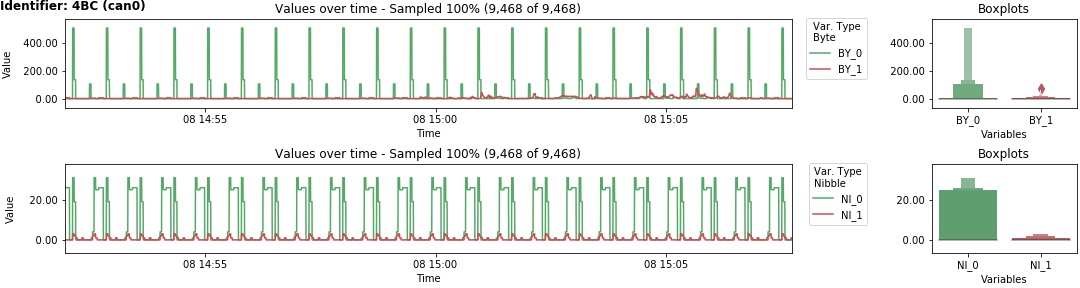 Identifier: 4BC (can0)
Values over time - Sampled 100% (9,468 of 9,468)
Boxplots
Value
400.00
200.00
0.00
08 14:55
08 15:00
08 15:05
Time
Var. Type
Byte
BY_0
BY_1
400.00
200.00
0.00
BY_0
BY_1
Variables
Values over time - Sampled 100% (9,468 of 9,468)
Boxplots
Value
20.00
0.00
08 14:55
08 15:00
08 15:05
Time
Var. Type
Nibble
NI_0
NI_1
20.00
0.00
NI_0
NI_1
Variables